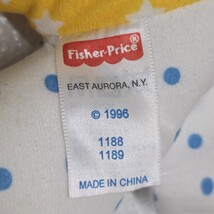 Fisher-Price
EAST AURORA, N.Y.
© 1996
1188
1189
MADE IN CHINA